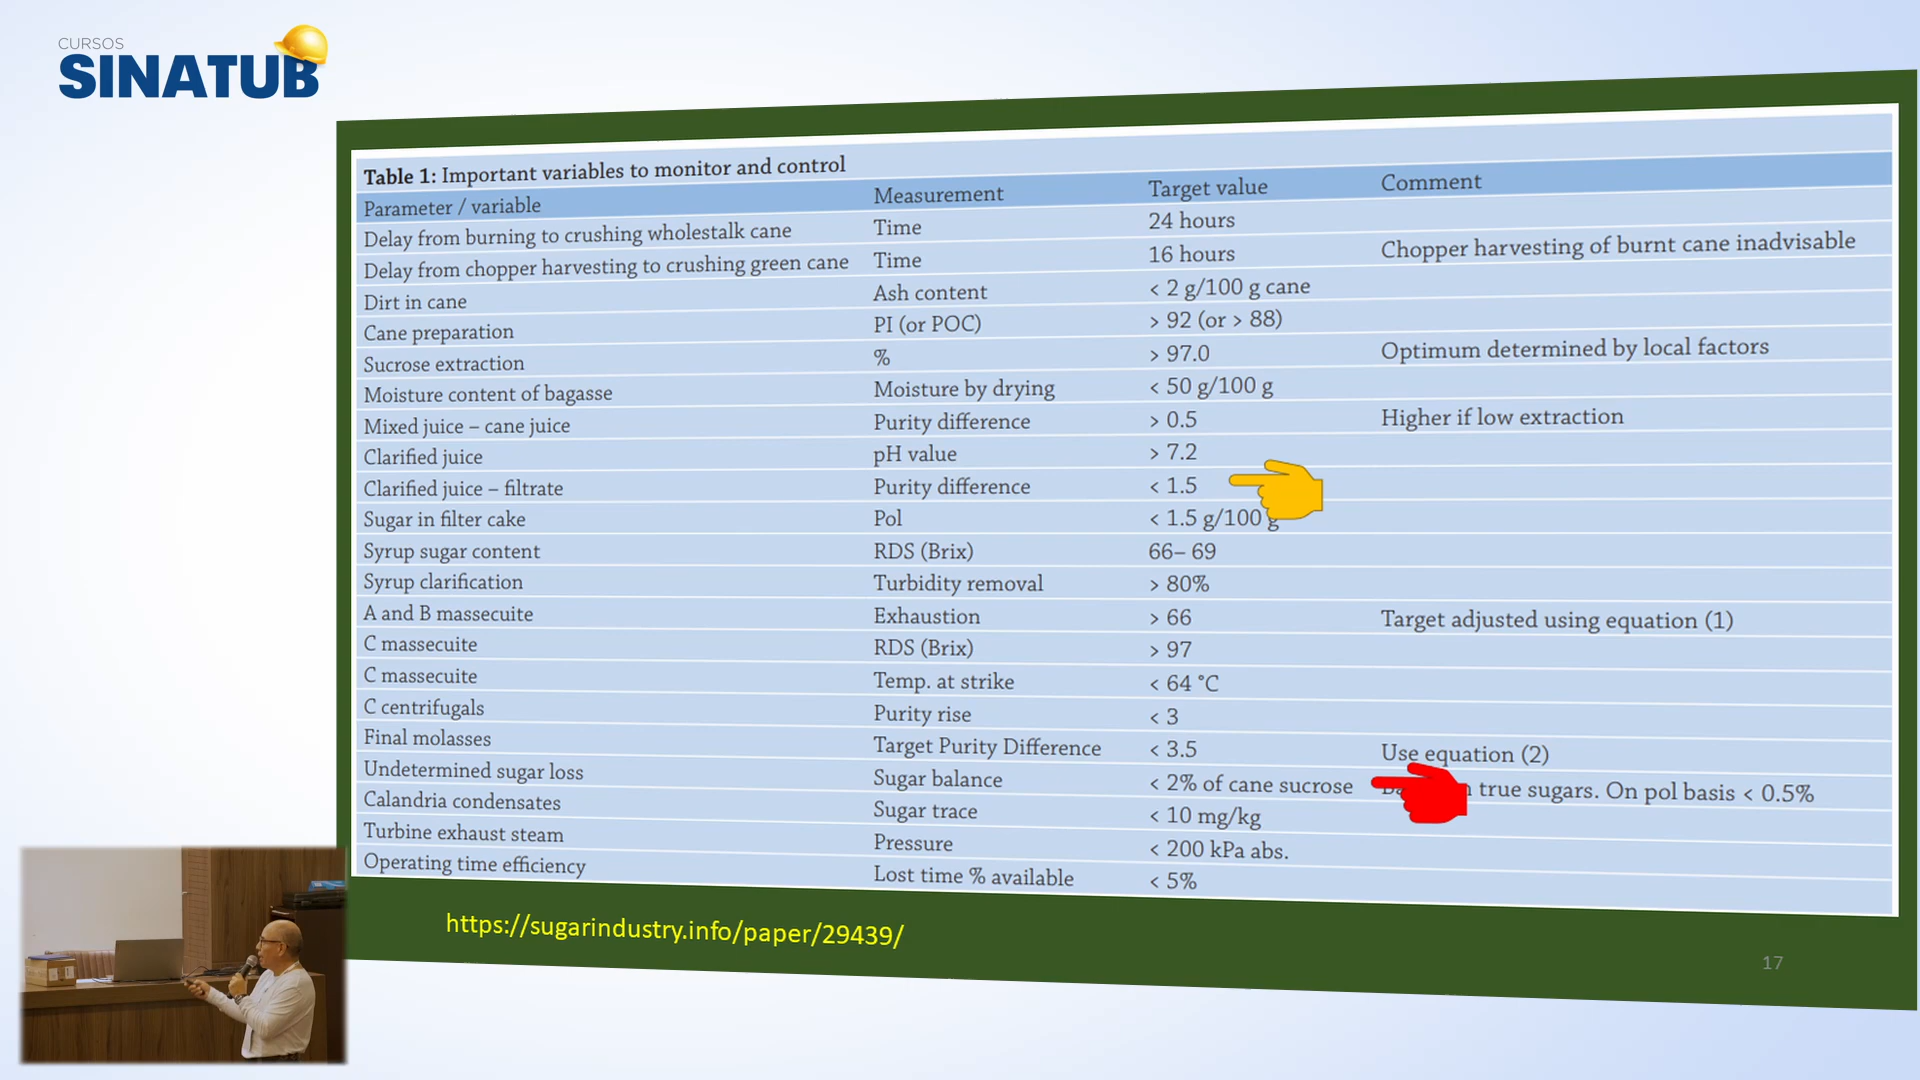 CURSOS
SINATUB
Table 1: Important variables to monitor and control
Parameter / variable Measurement Target value Comment
Delay from burning to crushing wholestalk cane Time 24 hours
Delay from chopper harvesting to crushing green cane Time 16 hours Chopper harvesting of burnt cane inadvisable
Dirt in cane Ash content < 2 g/100 g cane
Cane preparation PI (or POC) > 92 (or > 88)
Sucrose extraction % > 97.0 Optimum determined by local factors
Moisture content of bagasse Moisture by drying < 50 g/100 g
Mixed juice – cane juice Purity difference > 0.5 Higher if low extraction
Clarified juice pH value > 7.2
Clarified juice – filtrate Purity difference < 1.5
Sugar in filter cake Pol < 1.5 g/100 g
Syrup sugar content RDS (Brix) 66– 69
Syrup clarification Turbidity removal > 80%
A and B massecuite Exhaustion > 66 Target adjusted using equation (1)
C massecuite RDS (Brix) > 97
C massecuite Temp. at strike < 64 °C
C centrifugals Purity rise < 3
Final molasses Target Purity Difference < 3.5 Use equation (2)
Undetermined sugar loss Sugar balance < 2% of cane sucrose true sugars. On pol basis < 0.5%
Calandria condensates Sugar trace < 10 mg/kg
Turbine exhaust steam Pressure < 200 kPa abs.
Operating time efficiency Lost time % available < 5%
https://sugarindustry.info/paper/29439/
17